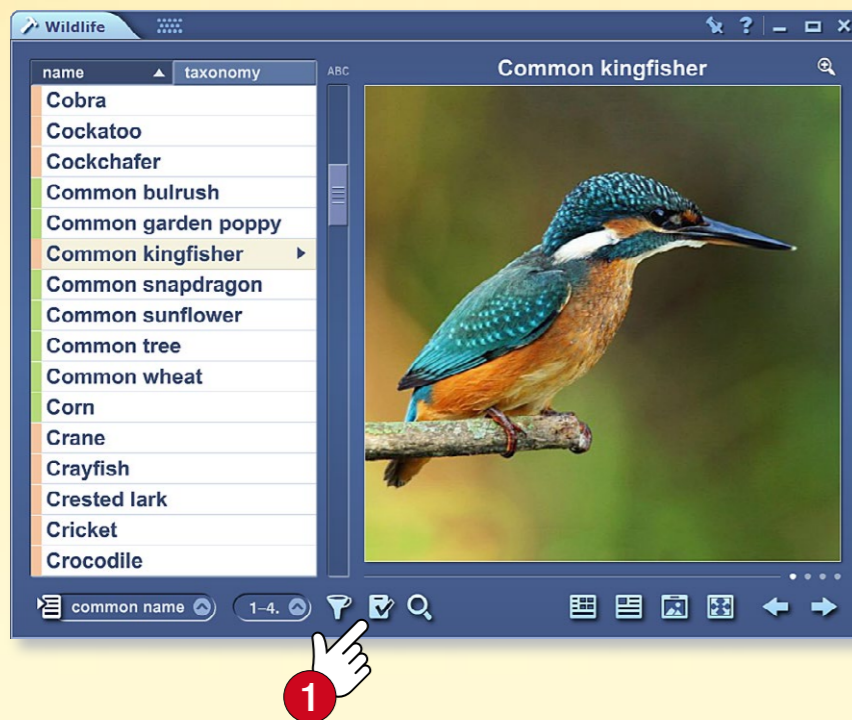 Wildlife
?
name
taxonomy
ABC
Common kingfisher
Cobra
Cockatoo
Cockchafer
Common bulrush
Common garden poppy
Common kingfisher
Common snapdragon
Common sunflower
Common tree
Common wheat
Corn
Crane
Crayfish
Crested lark
Cricket
Crocodile
common name
1–4.
1